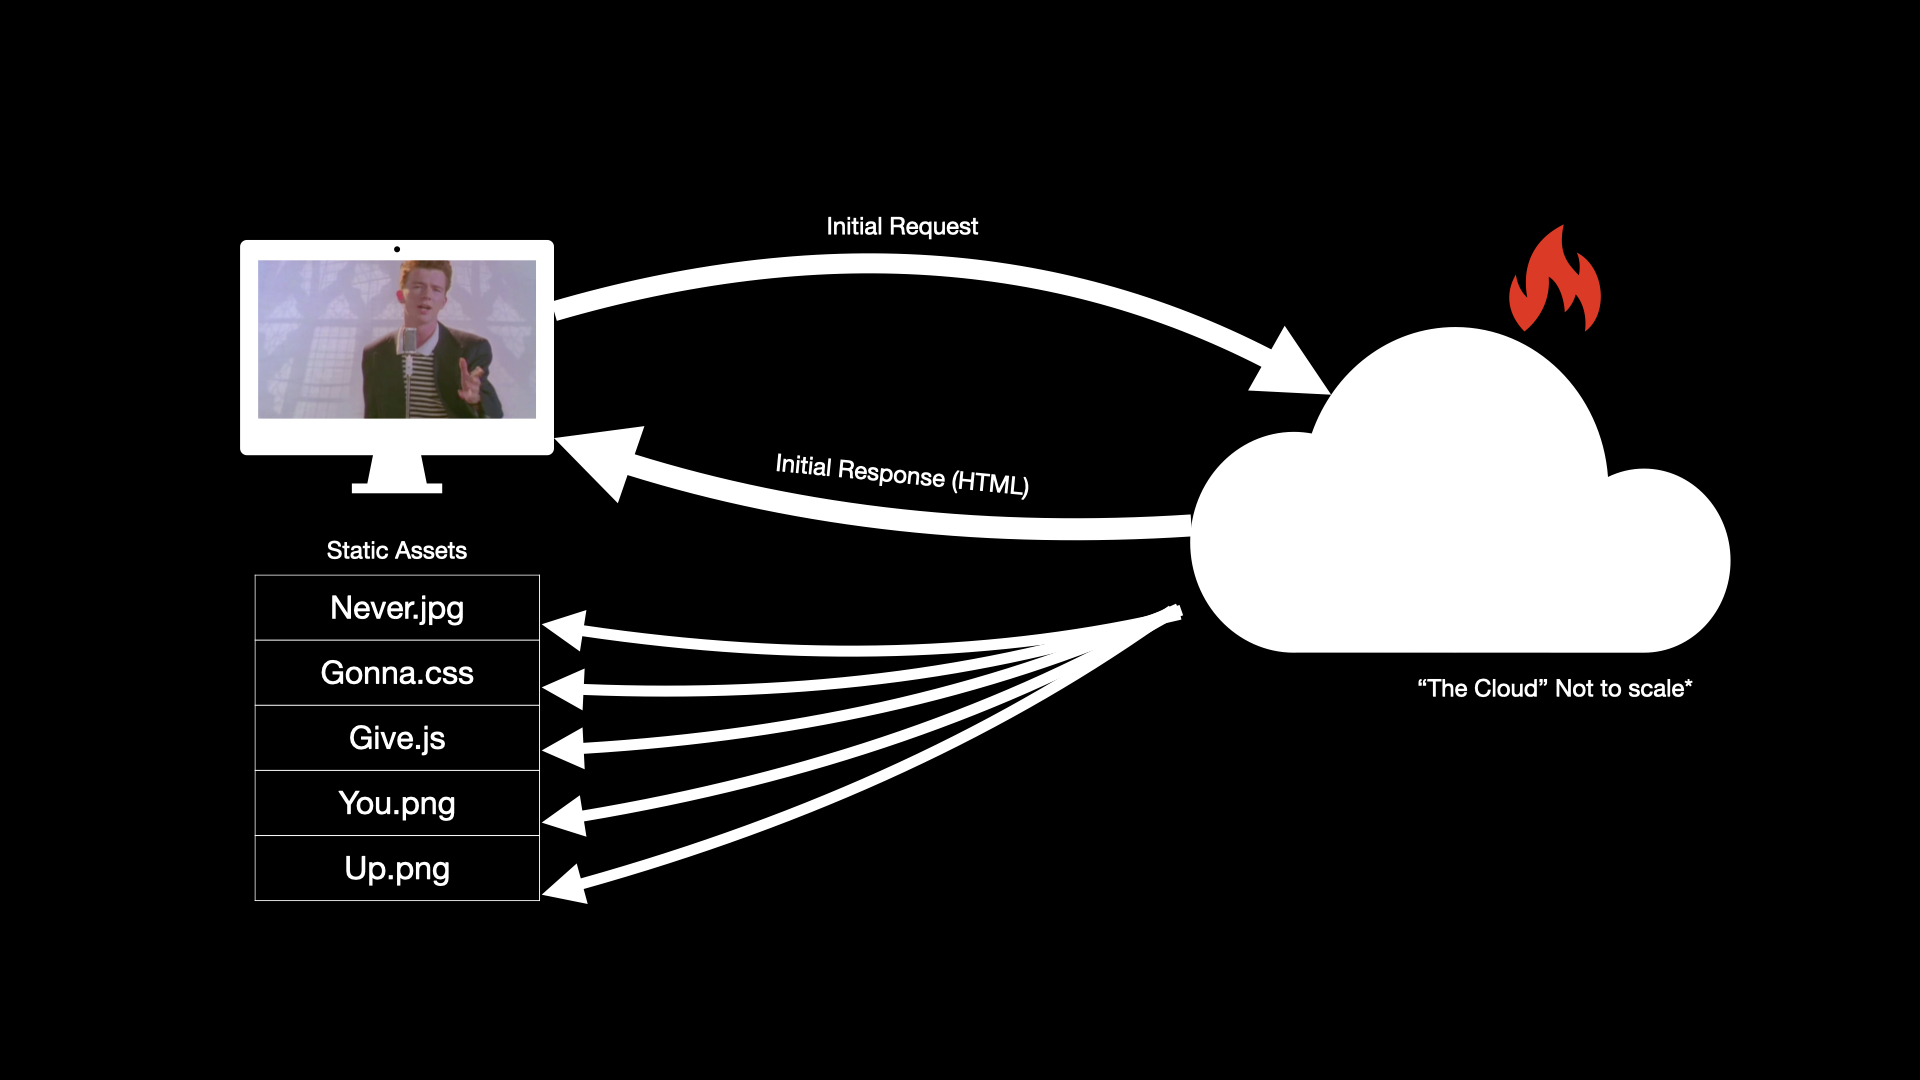 Initial Request
Initial Response (HTML)
Static Assets
Never.jpg
Gonna.css
Give.js
You.png
Up.png
“The Cloud” Not to scale*